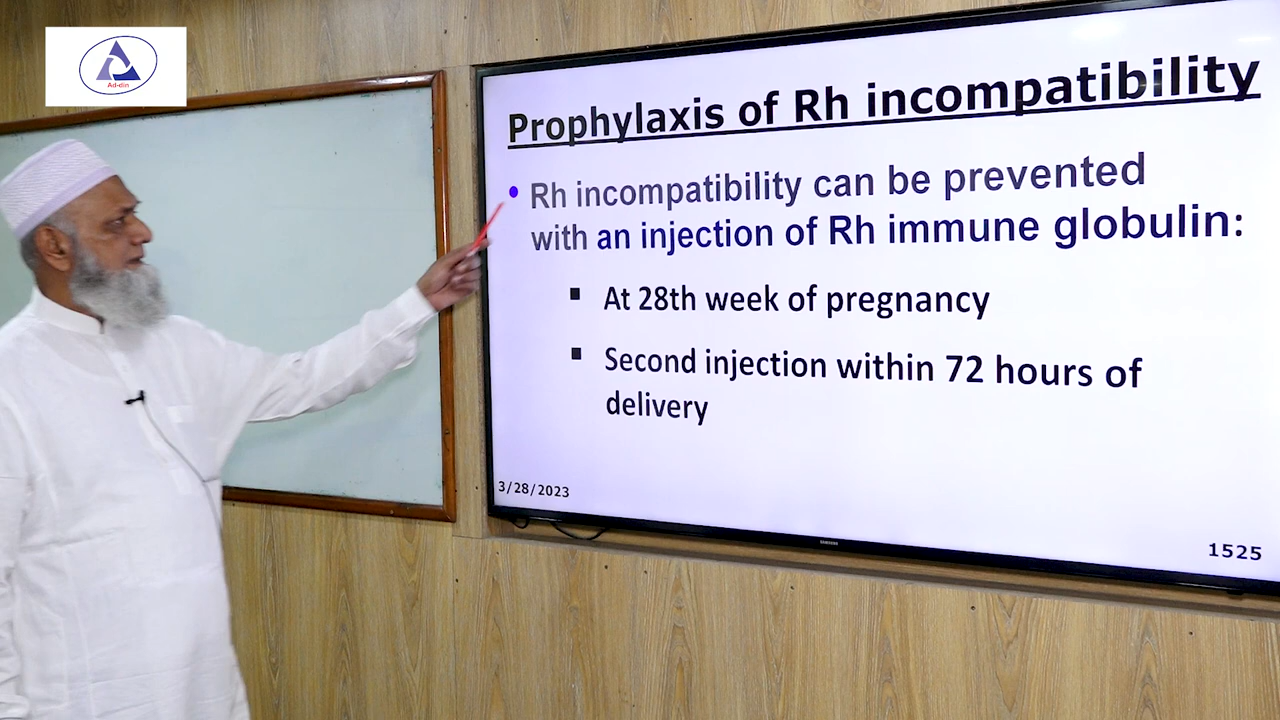 Ad-din
Prophylaxis of Rh incompatibility
• Rh incompatibility can be prevented
with an injection of Rh immune globulin:
▪ At 28th week of pregnancy
▪ Second injection within 72 hours of
delivery
3/28/2023
SAMSUNG
1525